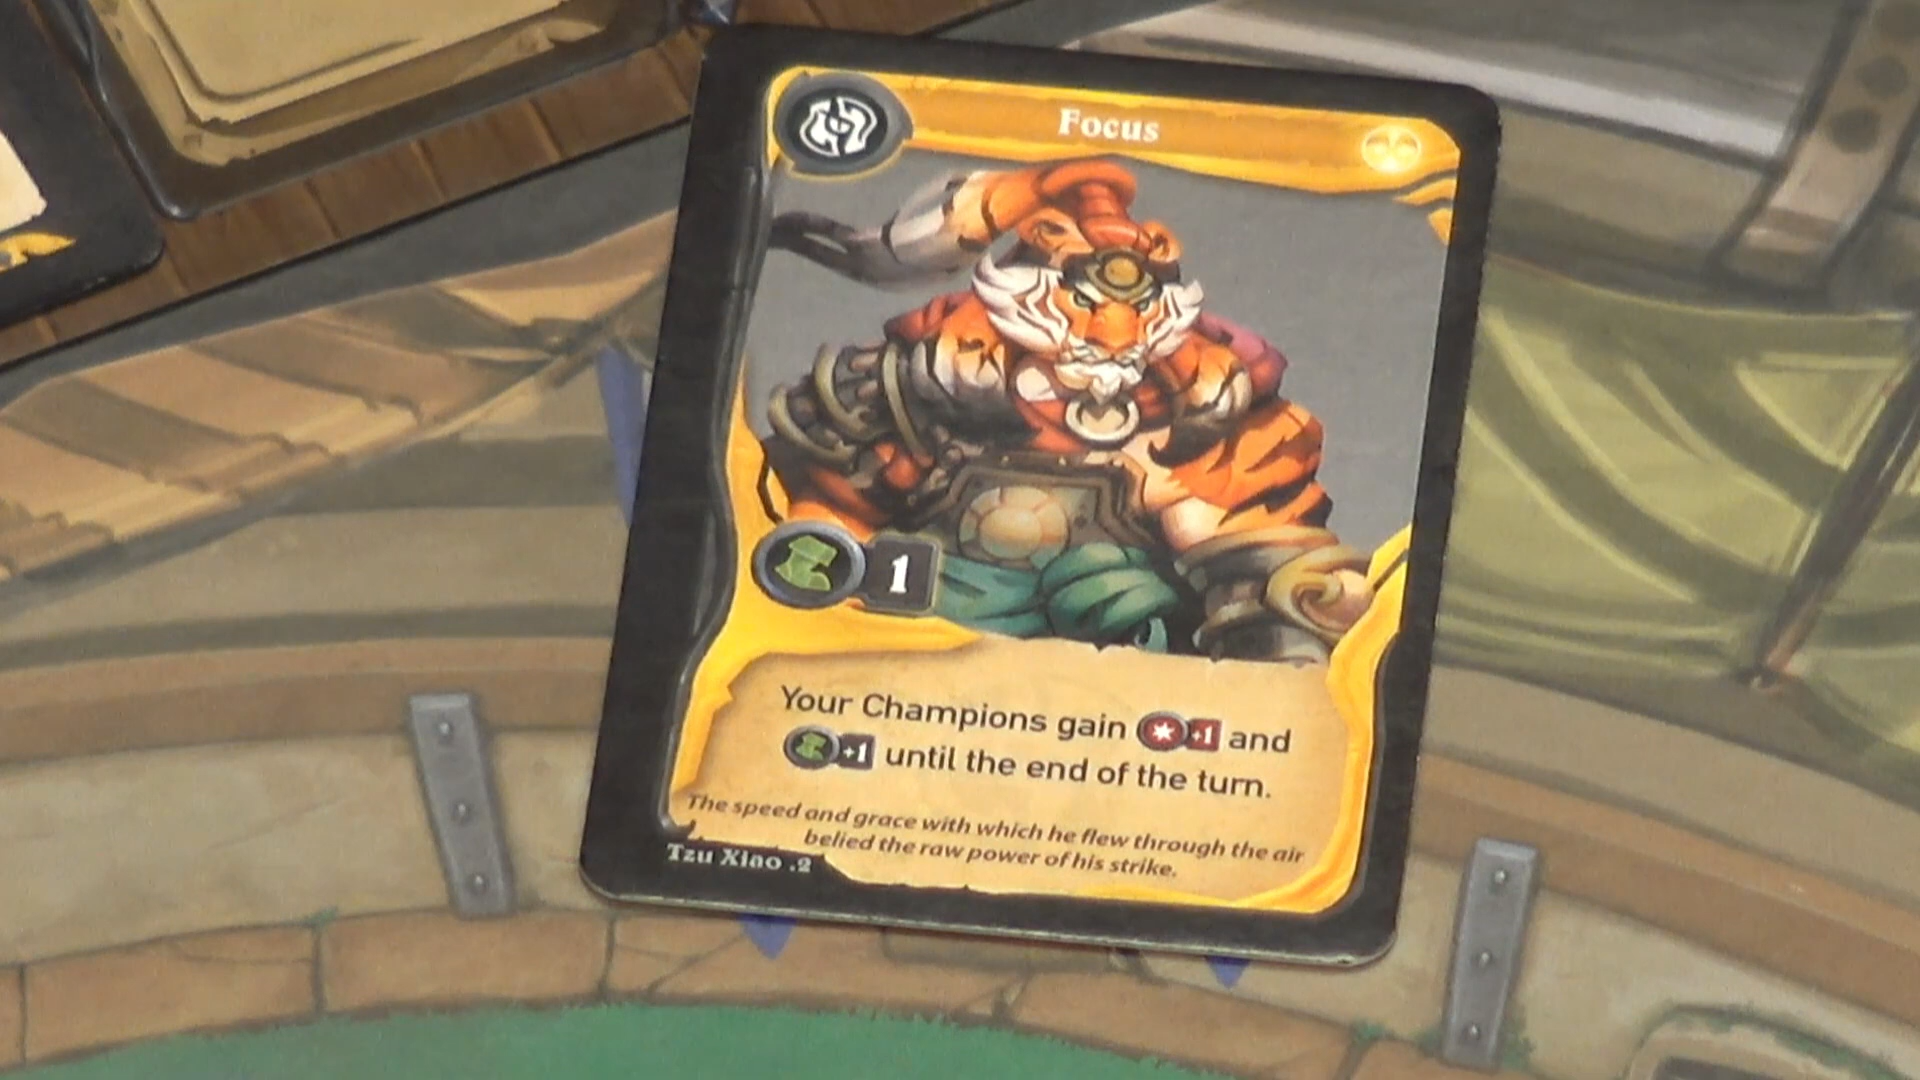 Focus
1
Your Champions gain +1 and
+1 until the end of the turn.
The speed and grace with which he flew through the air
belied the raw power of his strike.
Tzu Xiao .2